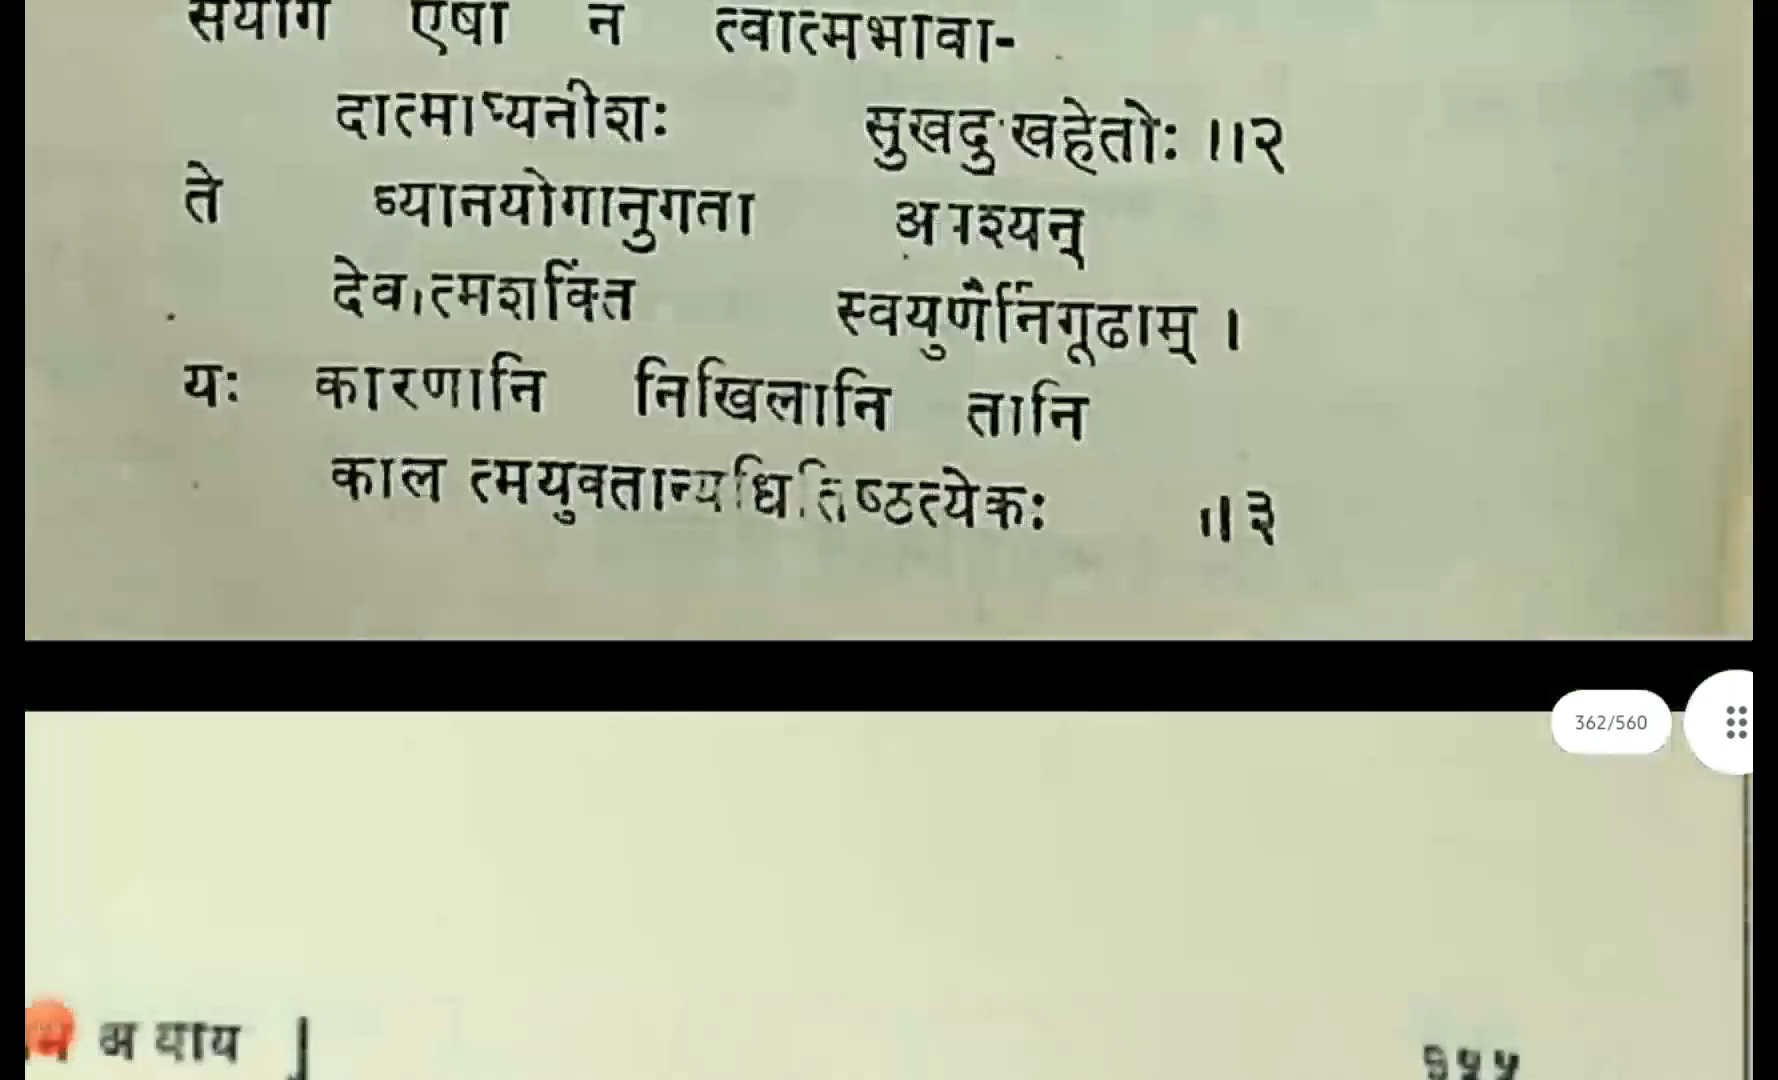 संयोग एषां न त्वात्मभावा-
दात्माप्यनीशः सुखदुःखहेतोः ॥२
ते ध्यानयोगानुगता अपश्यन्
देवात्मशक्तिं स्वगुणैर्निगूढाम् ।
यः कारणानि निखिलानि तानि
कालात्मयुक्तान्यधितिष्ठत्येकः ॥३
362/560
अध्याय ]